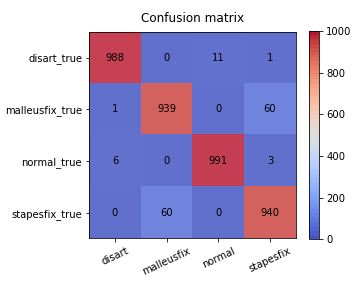 Confusion matrix
disart_true 988 0 11 1
malleusfix_true 1 939 0 60
normal_true 6 0 991 3
stapesfix_true 0 60 0 940
disart malleusfix normal stapesfix
1000
800
600
400
200
0